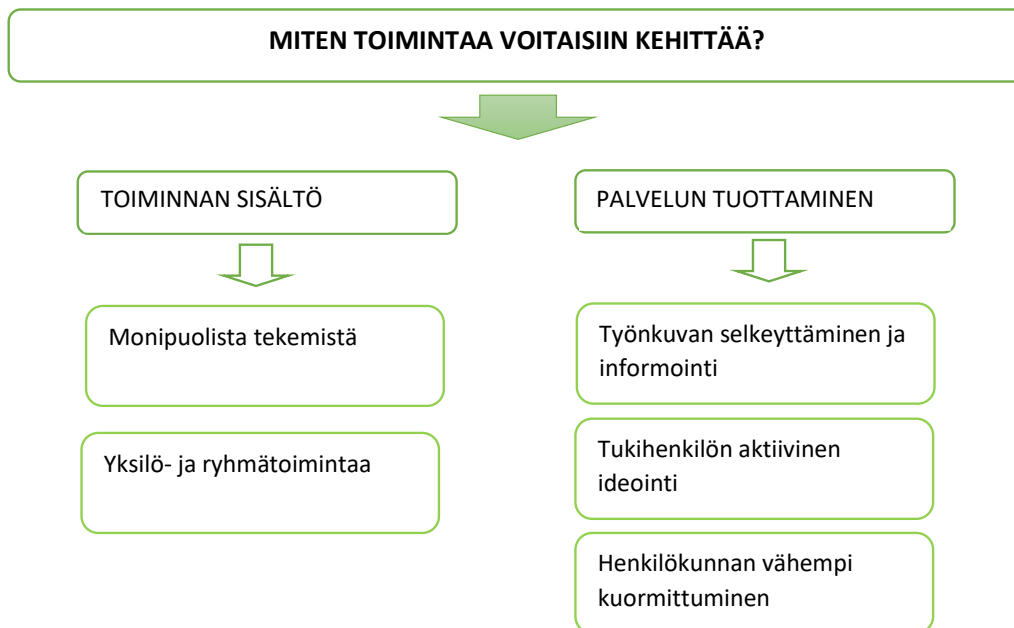 MITEN TOIMINTAA VOITAISIIN KEHITTÄÄ?
TOIMINNAN SISÄLTÖ
Monipuolista tekemistä
Yksilö- ja ryhmätoimintaa
PALVELUN TUOTTAMINEN
Työnkuvan selkeyttäminen ja
informointi
Tukihenkilön aktiivinen
ideointi
Henkilökunnan vähempi
kuormittuminen